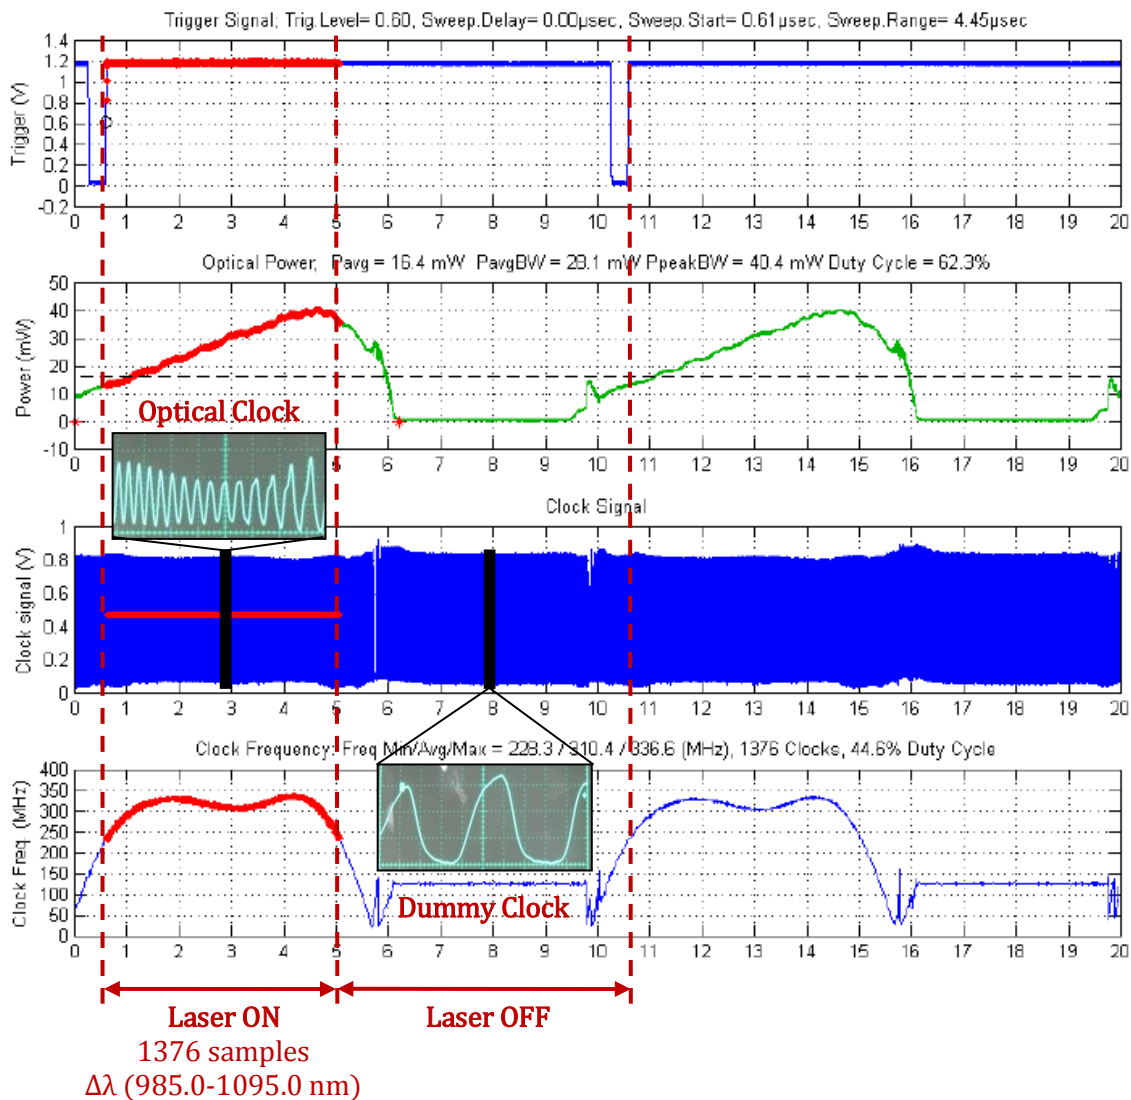 Trigger Signal; Trig.Level= 0.60, Sweep.Delay= 0.00µsec, Sweep.Start= 0.61µsec, Sweep.Range= 4.45µsec
Trigger (V)
1.4
1.2
1
0.8
0.6
0.4
0.2
0
-0.2
0 1 2 3 4 5 6 7 8 9 10 11 12 13 14 15 16 17 18 19 20
Optical Power, Pavg = 16.4 mW PavgBW = 28.1 mW PpeakBW = 40.4 mW Duty Cycle = 62.3%
Power (mW)
50
40
30
20
10
0
-10
Optical Clock
0 1 2 3 4 5 6 7 8 9 10 11 12 13 14 15 16 17 18 19 20
Clock Signal
Clock signal (V)
1
0.8
0.6
0.4
0.2
0
0 1 2 3 4 5 6 7 8 9 10 11 12 13 14 15 16 17 18 19 20
Clock Frequency: Freq Min/Avg/Max = 228.3 / 310.4 / 336.6 (MHz), 1376 Clocks, 44.6% Duty Cycle
Clock Freq. (MHz)
400
350
300
250
200
150
100
50
0
Dummy Clock
0 1 2 3 4 5 6 7 8 9 10 11 12 13 14 15 16 17 18 19 20
Laser ON
Laser OFF
1376 samples
Δλ (985.0-1095.0 nm)